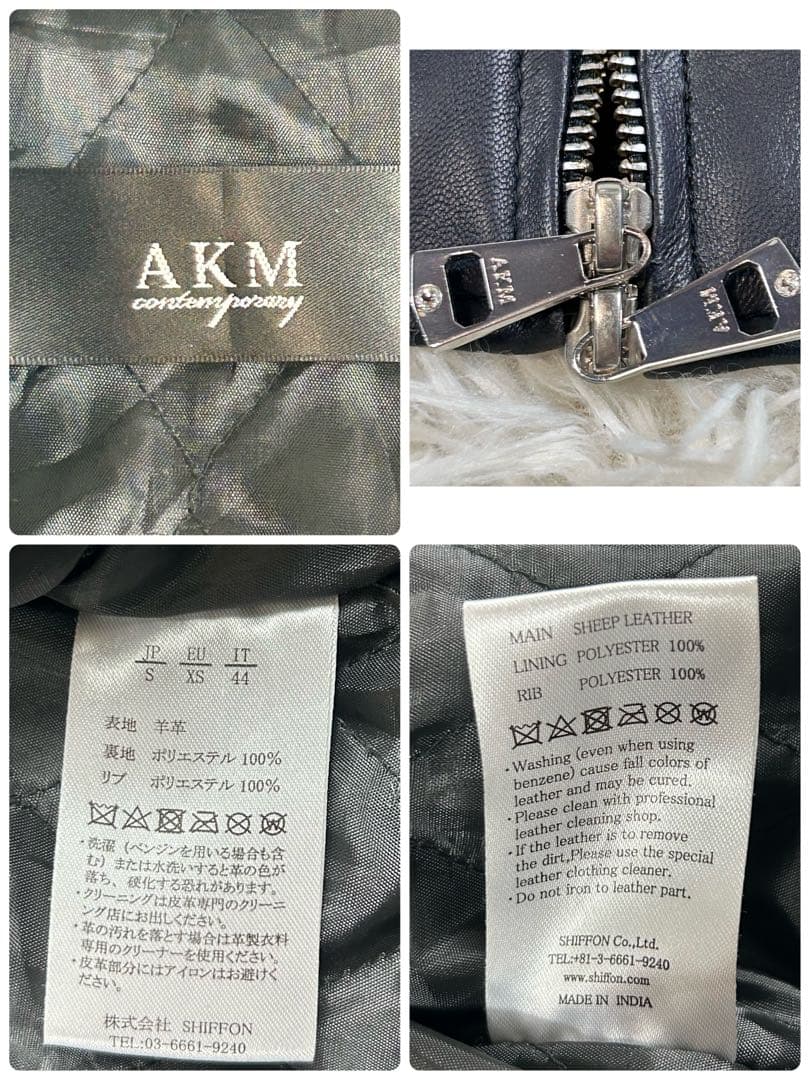 AKM
contemporary
AKM
AKM
JP EU IT
S XS 44
表地 羊革
裏地 ポリエステル 100%
リブ ポリエステル 100%
・洗濯 (ベンジンを用いる場合も含
む) または水洗いすると革の色が
落ち、硬化する恐れがあります。
・クリーニングは皮革専門のクリーニ
ング店にお出しください。
・革の汚れを落とす場合は革製衣料
専用のクリーナーを使用ください。
・皮革部分にはアイロンはお避けく
ださい。
株式会社 SHIFFON
TEL:03-6661-9240
MAIN SHEEP LEATHER
LINING POLYESTER 100%
RIB POLYESTER 100%
・Washing (even when using
benzene) cause fall colors of
leather and may be cured.
・Please clean with professional
leather cleaning shop.
・If the leather is to remove
the dirt,Please use the special
leather clothing cleaner.
・Do not iron to leather part.
SHIFFON Co.,Ltd.
TEL:+81-3-6661-9240
www.shiffon.com
MADE IN INDIA